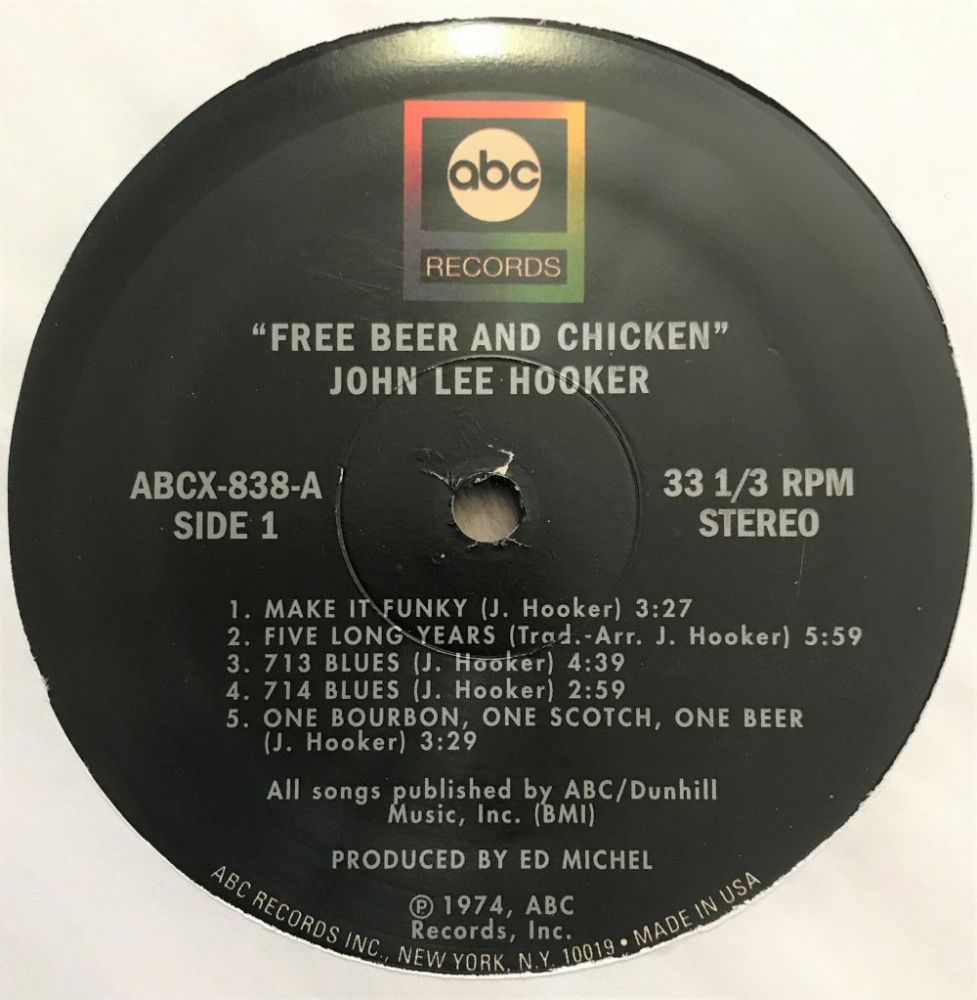 abc
RECORDS
“FREE BEER AND CHICKEN”
JOHN LEE HOOKER
ABCX-838-A
SIDE 1
33 1/3 RPM
STEREO
1. MAKE IT FUNKY (J. Hooker) 3:27
2. FIVE LONG YEARS (Trad.-Arr. J. Hooker) 5:59
3. 713 BLUES (J. Hooker) 4:39
4. 714 BLUES (J. Hooker) 2:59
5. ONE BOURBON, ONE SCOTCH, ONE BEER
(J. Hooker) 3:29
All songs published by ABC/Dunhill
Music, Inc. (BMI)
PRODUCED BY ED MICHEL
℗ 1974, ABC
Records, Inc.
ABC RECORDS INC., NEW YORK, N.Y. 10019 • MADE IN USA